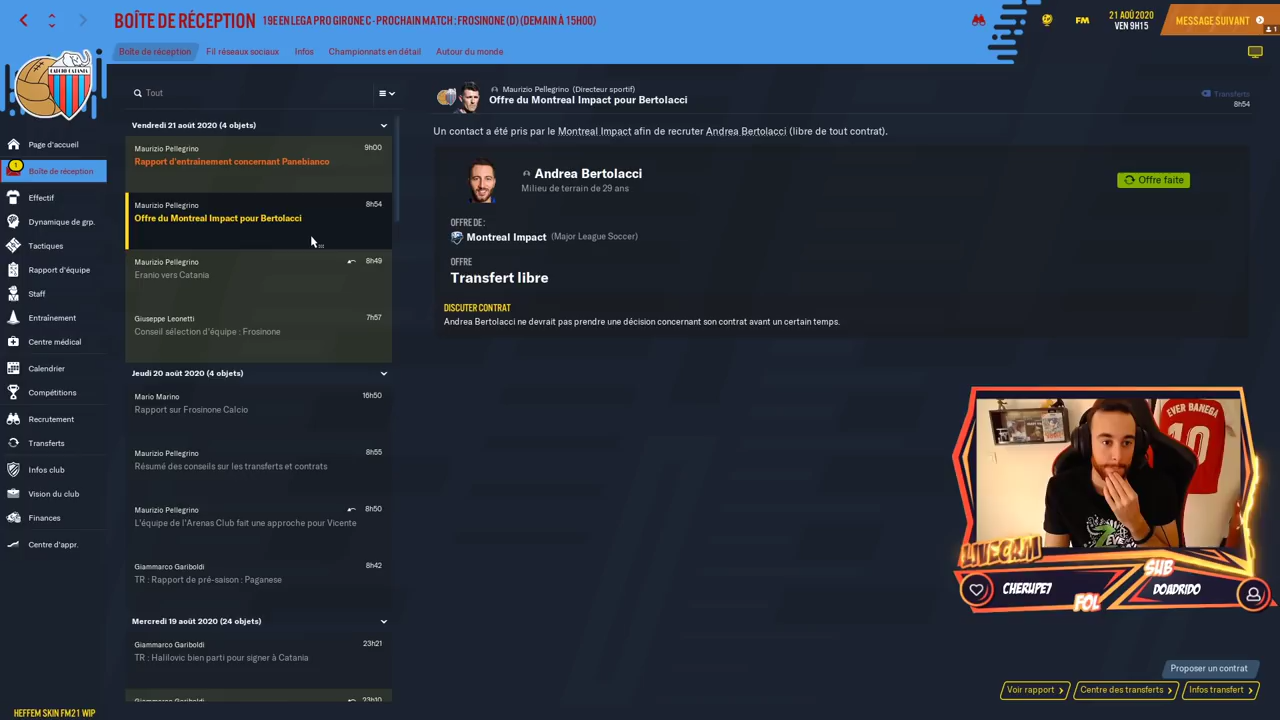 BOÎTE DE RÉCEPTION
19E EN LEGA PRO GIRONE C - PROCHAIN MATCH : FROSINONE (D) (DEMAIN À 15H00)
FM
21 AOÛ 2020
VEN 9H15
MESSAGE SUIVANT
1
Boîte de réception
Fil réseaux sociaux
Infos
Championnats en détail
Autour du monde
Page d'accueil
1
Boîte de réception
Effectif
Dynamique de grp.
Tactiques
Rapport d'équipe
Staff
Entraînement
Centre médical
Calendrier
Compétitions
Recrutement
Transferts
Infos club
Vision du club
Finances
Centre d'appr.
HEFFEM SKIN FM21 WIP
Tout
Vendredi 21 août 2020 (4 objets)
Maurizio Pellegrino 9h00
Rapport d'entrainement concernant Panebianco
Maurizio Pellegrino 8h54
Offre du Montreal Impact pour Bertolacci
Maurizio Pellegrino 8h49
Eranio vers Catania
Giuseppe Leonetti 7h57
Conseil sélection d'équipe : Frosinone
Jeudi 20 août 2020 (4 objets)
Mario Marino 16h50
Rapport sur Frosinone Calcio
Maurizio Pellegrino 8h55
Résumé des conseils sur les transferts et contrats
Maurizio Pellegrino 8h50
L'équipe de l'Arenas Club fait une approche pour Vicente
Giammarco Gariboldi 8h42
TR : Rapport de pré-saison : Paganese
Mercredi 19 août 2020 (24 objets)
Giammarco Gariboldi 23h21
TR : Halilovic bien parti pour signer à Catania
Giammarco Gariboldi 23h10
Maurizio Pellegrino (Directeur sportif)
Offre du Montreal Impact pour Bertolacci
Transferts
8h54
Un contact a été pris par le Montreal Impact afin de recruter Andrea Bertolacci (libre de tout contrat).
Andrea Bertolacci
Milieu de terrain de 29 ans
Offre faite
OFFRE DE :
Montreal Impact (Major League Soccer)
OFFRE
Transfert libre
DISCUTER CONTRAT
Andrea Bertolacci ne devrait pas prendre une décision concernant son contrat avant un certain temps.
EVER BANEGA
10
LIVECAM
SUB
CHERUPE7
DOADRIDO
FOL
Proposer un contrat
Voir rapport
Centre des transferts
Infos transfert